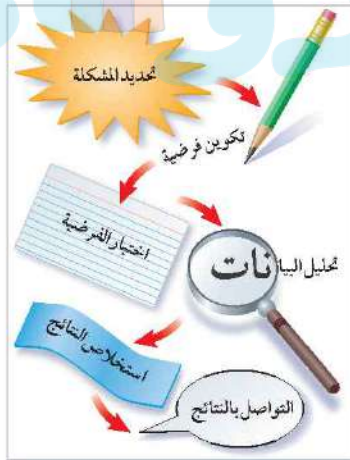 تحديد المشكلة
تكوين فرضية
اختبار الفرضية
تحليل البيانات
استخلاص النتائج
التواصل بالنتائج